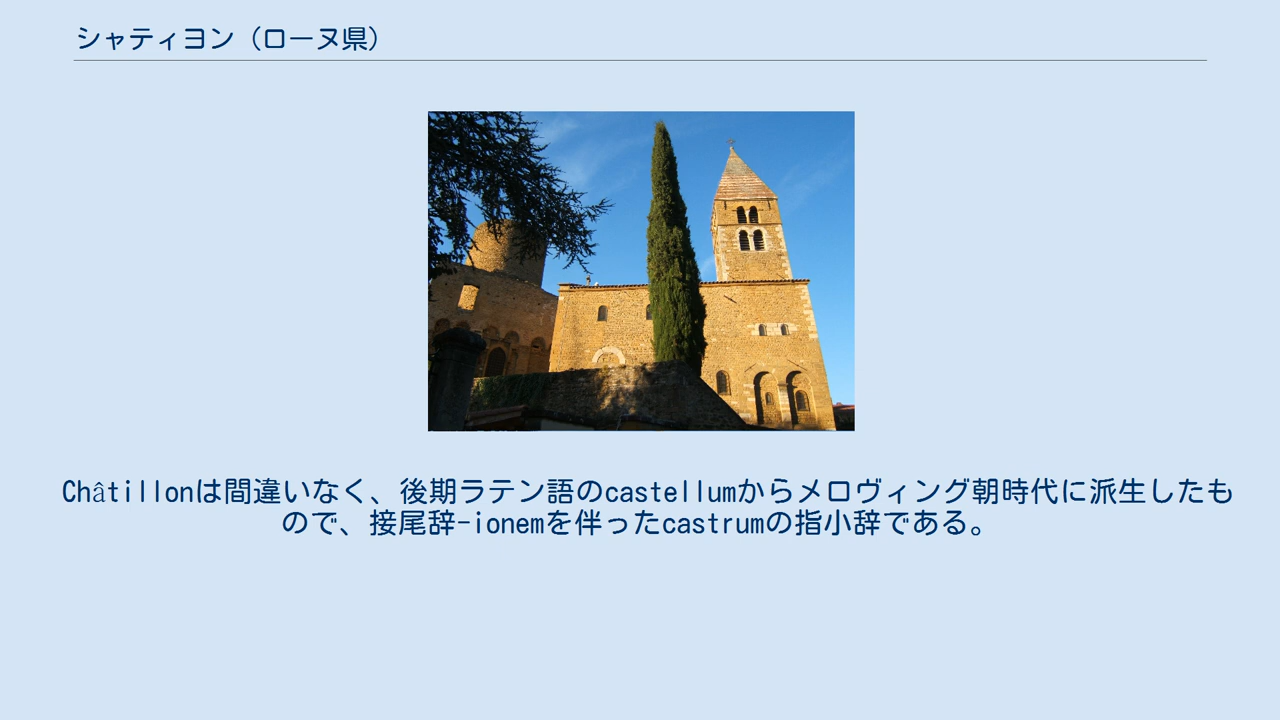 シャティヨン（ローヌ県）
Châtillonは間違いなく、後期ラテン語のcastellumからメロヴィング朝時代に派生したも
ので、接尾辞-ionemを伴ったcastrumの指小辞である。